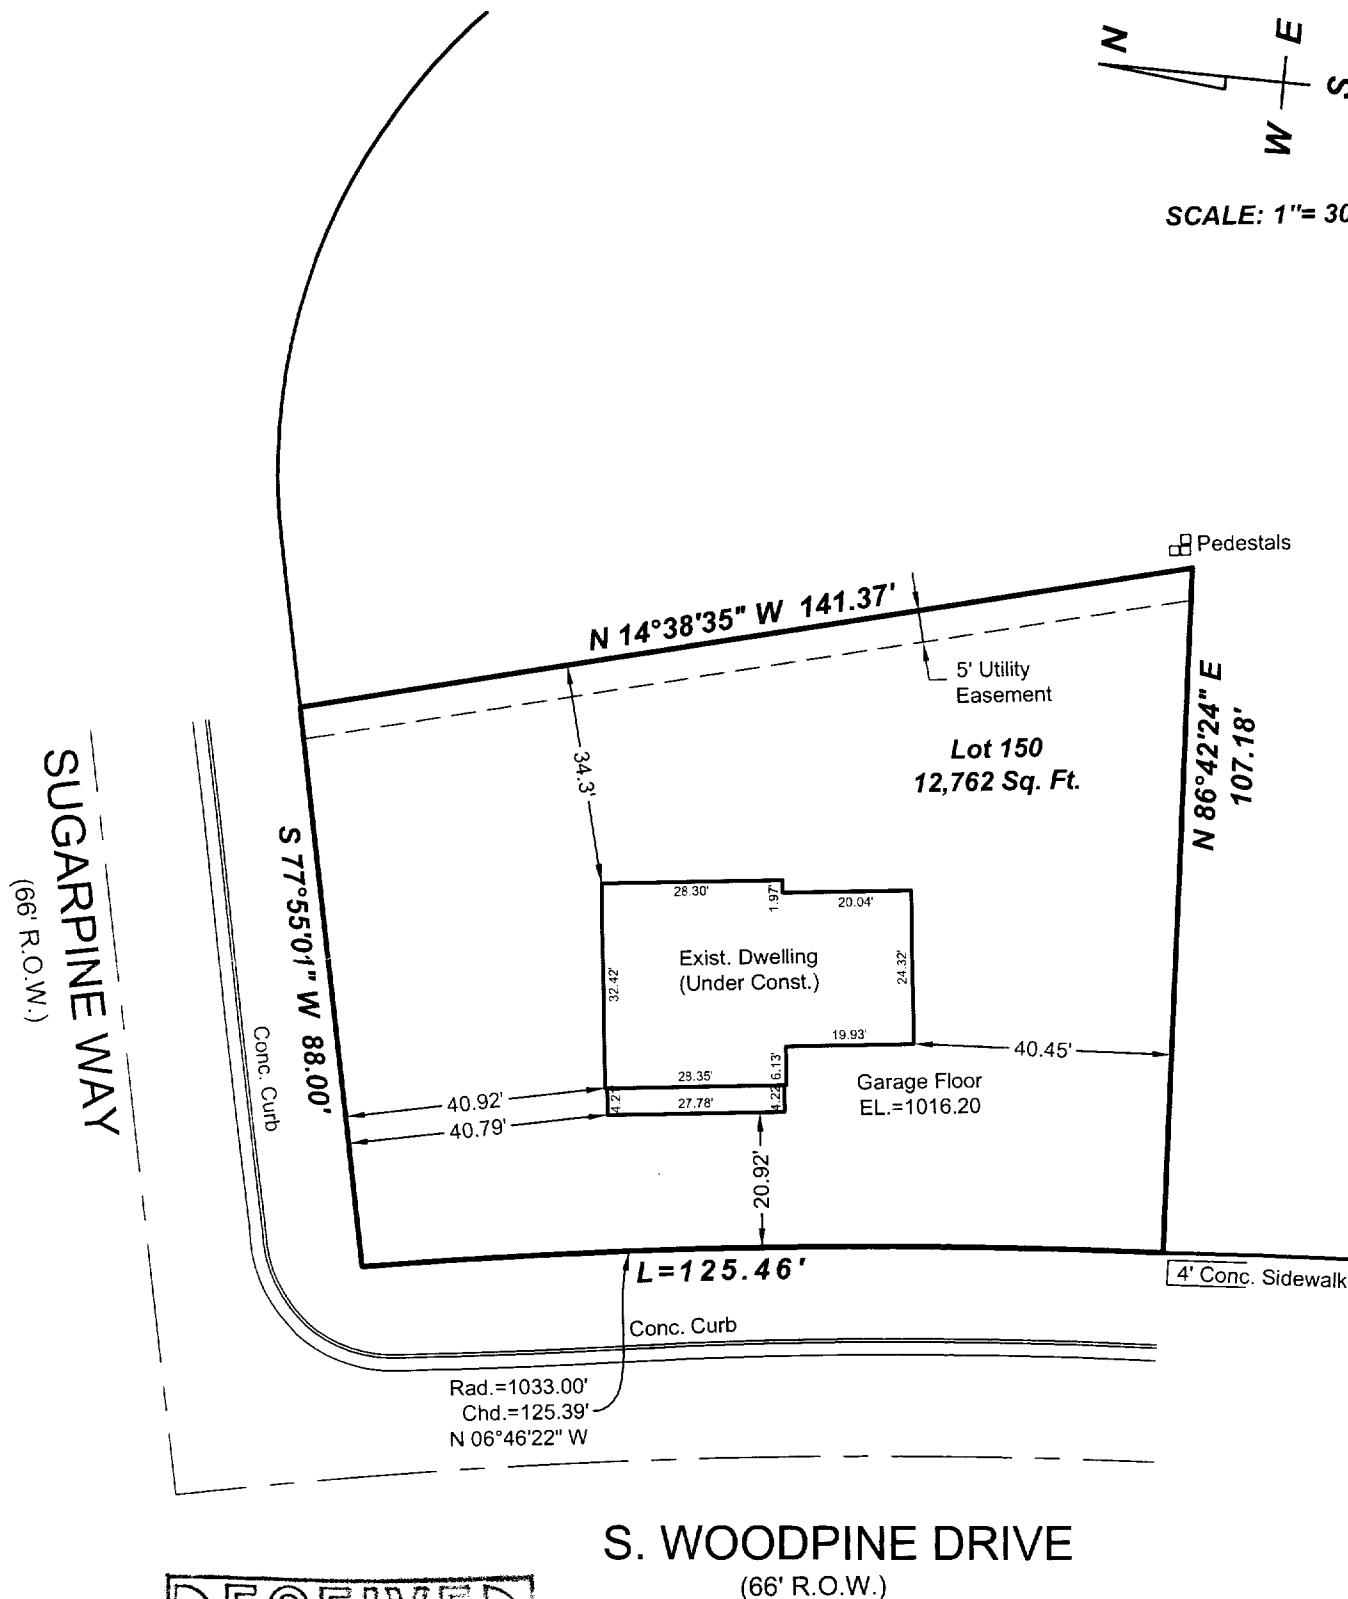 N
E
S
W
SCALE: 1"= 30
Pedestals
N 14°38'35" W 141.37'
5' Utility
Easement
Lot 150
12,762 Sq. Ft.
N 86°42'24" E
107.18'
34.3'
SUGARPINE WAY
(66' R.O.W.)
S 77°55'01" W 88.00'
Conc. Curb
28.30'
1.97'
20.04'
Exist. Dwelling
(Under Const.)
32.42'
24.32'
19.93'
40.45'
6.13'
28.35'
Garage Floor
EL.=1016.20
40.92'
4.21
27.78'
4.22
40.79'
20.92'
L=125.46'
4' Conc. Sidewalk
Conc. Curb
Rad.=1033.00'
Chd.=125.39'
N 06°46'22" W
S. WOODPINE DRIVE
(66' R.O.W.)
RECEIVED